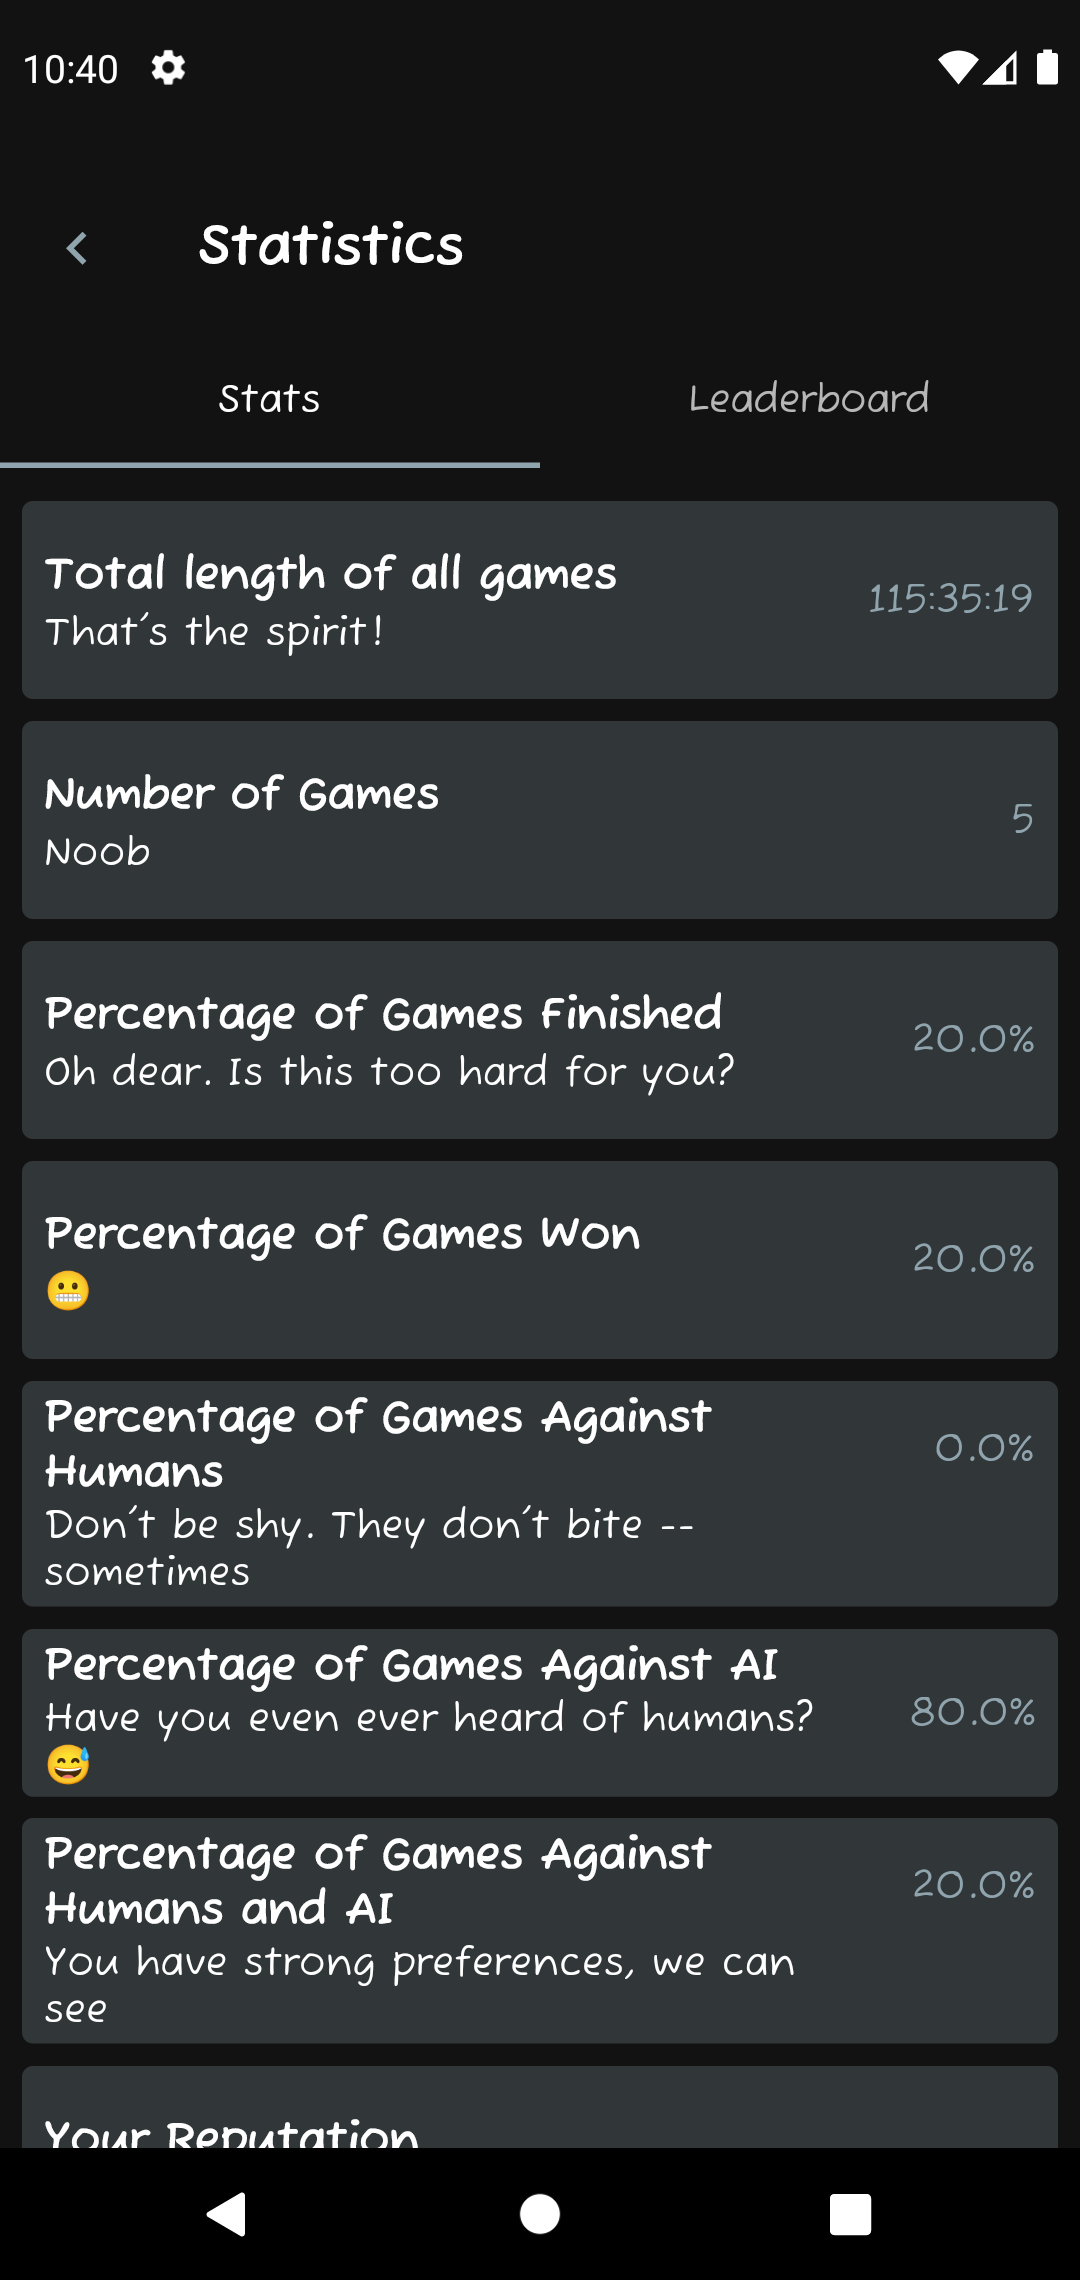 10:40
Statistics
Stats
Leaderboard
Total length of all games
That's the spirit!
115:35:19
Number of Games
Noob
5
Percentage of Games Finished
Oh dear. Is this too hard for you?
20.0%
Percentage of Games Won
😬
20.0%
Percentage of Games Against
Humans
Don't be shy. They don't bite --
sometimes
0.0%
Percentage of Games Against AI
Have you even ever heard of humans?
😅
80.0%
Percentage of Games Against
Humans and AI
You have strong preferences, we can
see
20.0%
Your Reputation